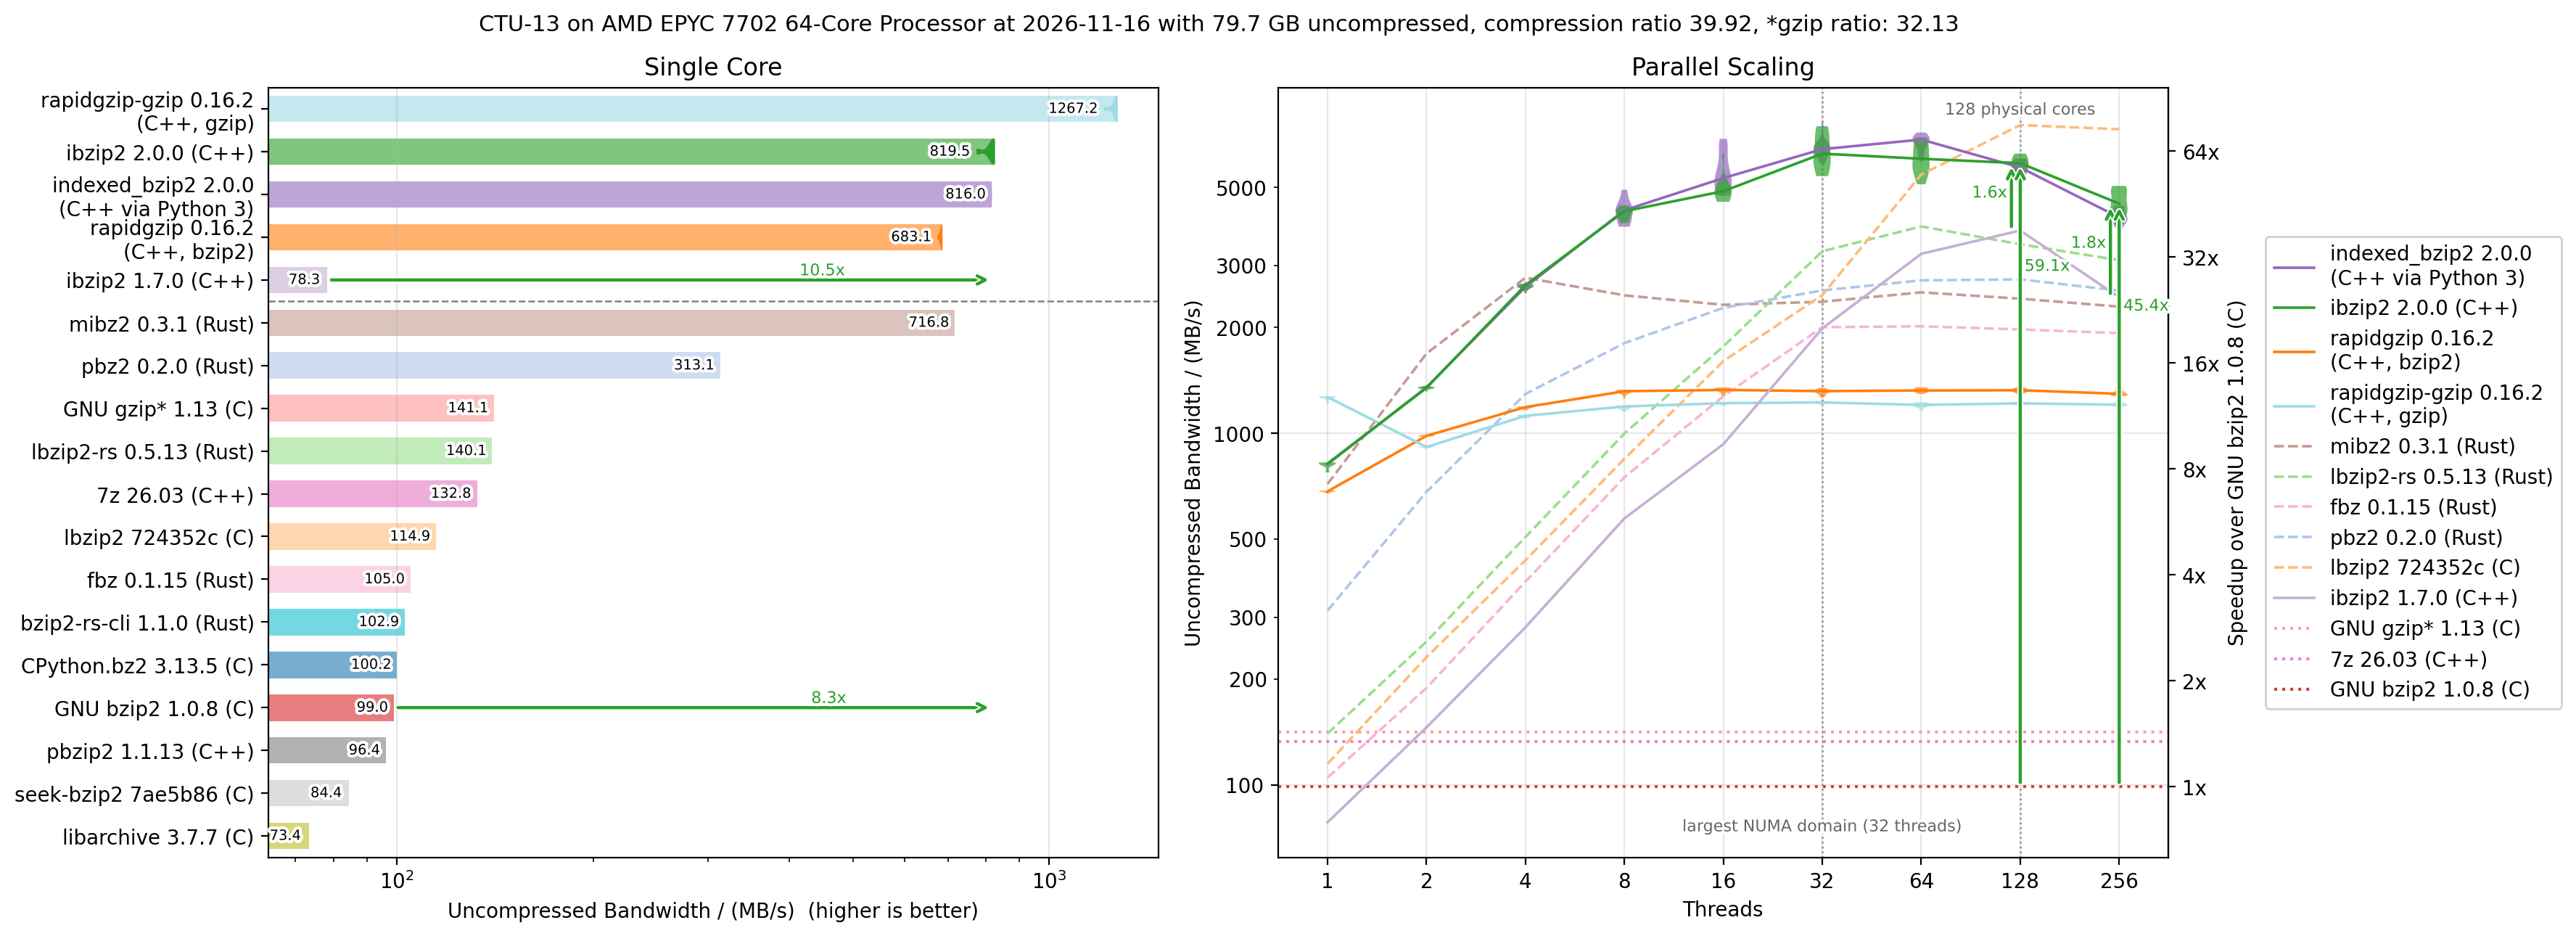 CTU-13 on AMD EPYC 7702 64-Core Processor at 2026-11-16 with 79.7 GB uncompressed, compression ratio 39.92, *gzip ratio: 32.13
Single Core
rapidgzip-gzip 0.16.2
(C++, gzip)
1267.2
ibzip2 2.0.0 (C++)
819.5
indexed_bzip2 2.0.0
(C++ via Python 3)
816.0
rapidgzip 0.16.2
(C++, bzip2)
683.1
ibzip2 1.7.0 (C++)
78.3
10.5x
mibz2 0.3.1 (Rust)
716.8
pbz2 0.2.0 (Rust)
313.1
GNU gzip* 1.13 (C)
141.1
lbzip2-rs 0.5.13 (Rust)
140.1
7z 26.03 (C++)
132.8
lbzip2 724352c (C)
114.9
fbz 0.1.15 (Rust)
105.0
bzip2-rs-cli 1.1.0 (Rust)
102.9
CPython.bz2 3.13.5 (C)
100.2
GNU bzip2 1.0.8 (C)
99.0
8.3x
pbzip2 1.1.13 (C++)
96.4
seek-bzip2 7ae5b86 (C)
84.4
libarchive 3.7.7 (C)
73.4
10²
10³
Uncompressed Bandwidth / (MB/s)  (higher is better)
Parallel Scaling
Uncompressed Bandwidth / (MB/s)
5000
3000
2000
1000
500
300
200
100
128 physical cores
1.6x
1.8x
59.1x
45.4x
largest NUMA domain (32 threads)
1
2
4
8
16
32
64
128
256
Threads
64x
32x
16x
8x
4x
2x
1x
Speedup over GNU bzip2 1.0.8 (C)
indexed_bzip2 2.0.0
(C++ via Python 3)
ibzip2 2.0.0 (C++)
rapidgzip 0.16.2
(C++, bzip2)
rapidgzip-gzip 0.16.2
(C++, gzip)
mibz2 0.3.1 (Rust)
lbzip2-rs 0.5.13 (Rust)
fbz 0.1.15 (Rust)
pbz2 0.2.0 (Rust)
lbzip2 724352c (C)
ibzip2 1.7.0 (C++)
GNU gzip* 1.13 (C)
7z 26.03 (C++)
GNU bzip2 1.0.8 (C)